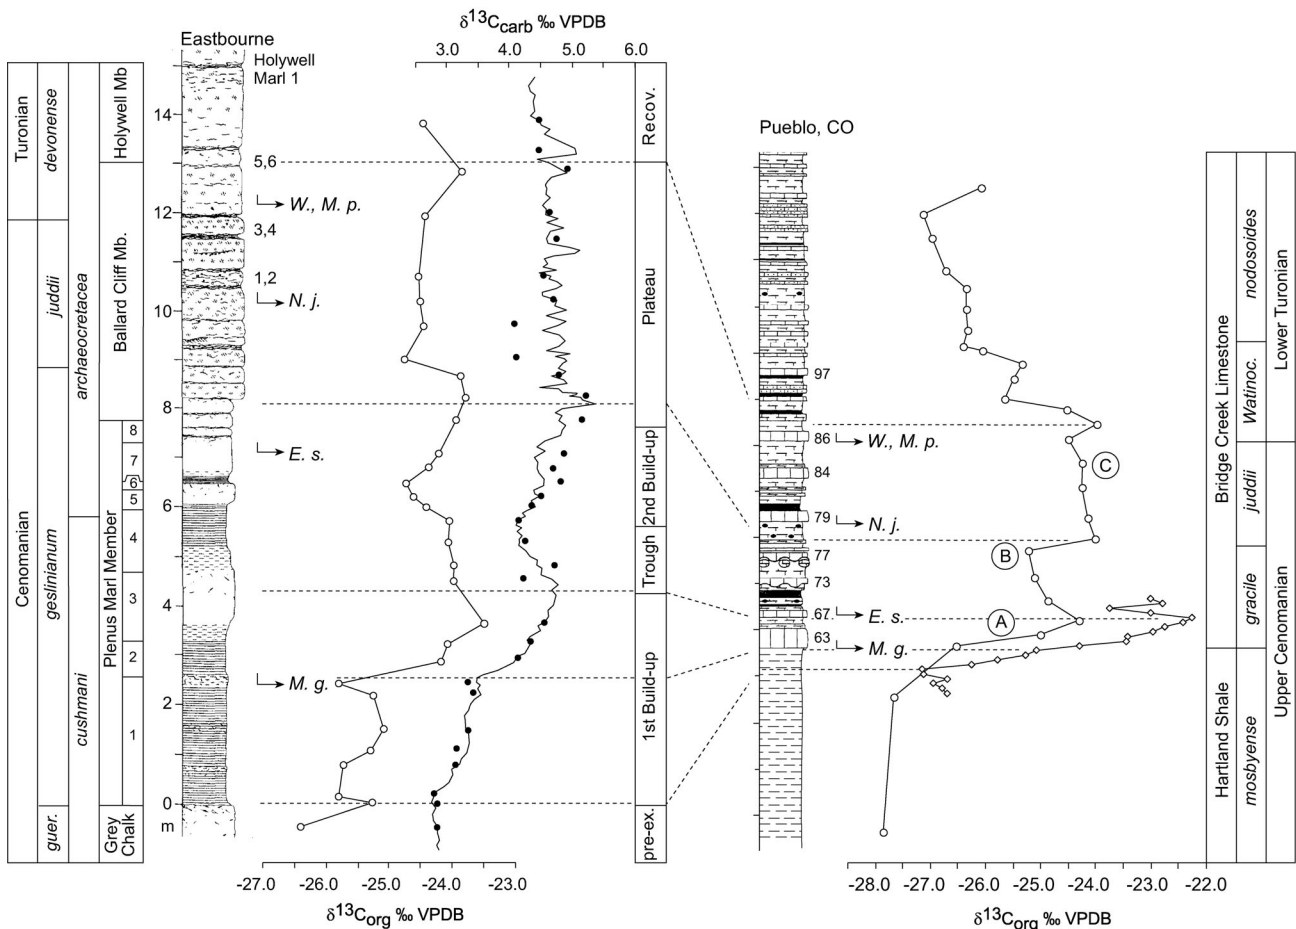 δ13Ccarb ‰ VPDB
Eastbourne
3.0 4.0 5.0 6.0
Holywell
Marl 1
Turonian
devonense
Holywell Mb
14
Recov.
5,6
W., M. p.
12
3,4
1,2
N. j.
10
juddii
archaeocretacea
Ballard Cliff Mb.
Plateau
8
E. s.
8
7
6
5
4
3
2
1
6
4
2
0
m
M. g.
Cenomanian
geslinianum
cushmani
Plenus Marl Member
guer.
Grey
Chalk
2nd Build-up
Trough
1st Build-up
pre-ex.
-27.0 -26.0 -25.0 -24.0 -23.0
δ13Corg ‰ VPDB
Pueblo, CO
97
86
W., M. p.
84
79
N. j.
77
73
67
E. s.
63
M. g.
A
B
C
Bridge Creek Limestone
Hartland Shale
nodosoides
Watinoc.
juddii
gracile
mosbyense
Lower Turonian
Upper Cenomanian
-28.0 -27.0 -26.0 -25.0 -24.0 -23.0 -22.0
δ13Corg ‰ VPDB